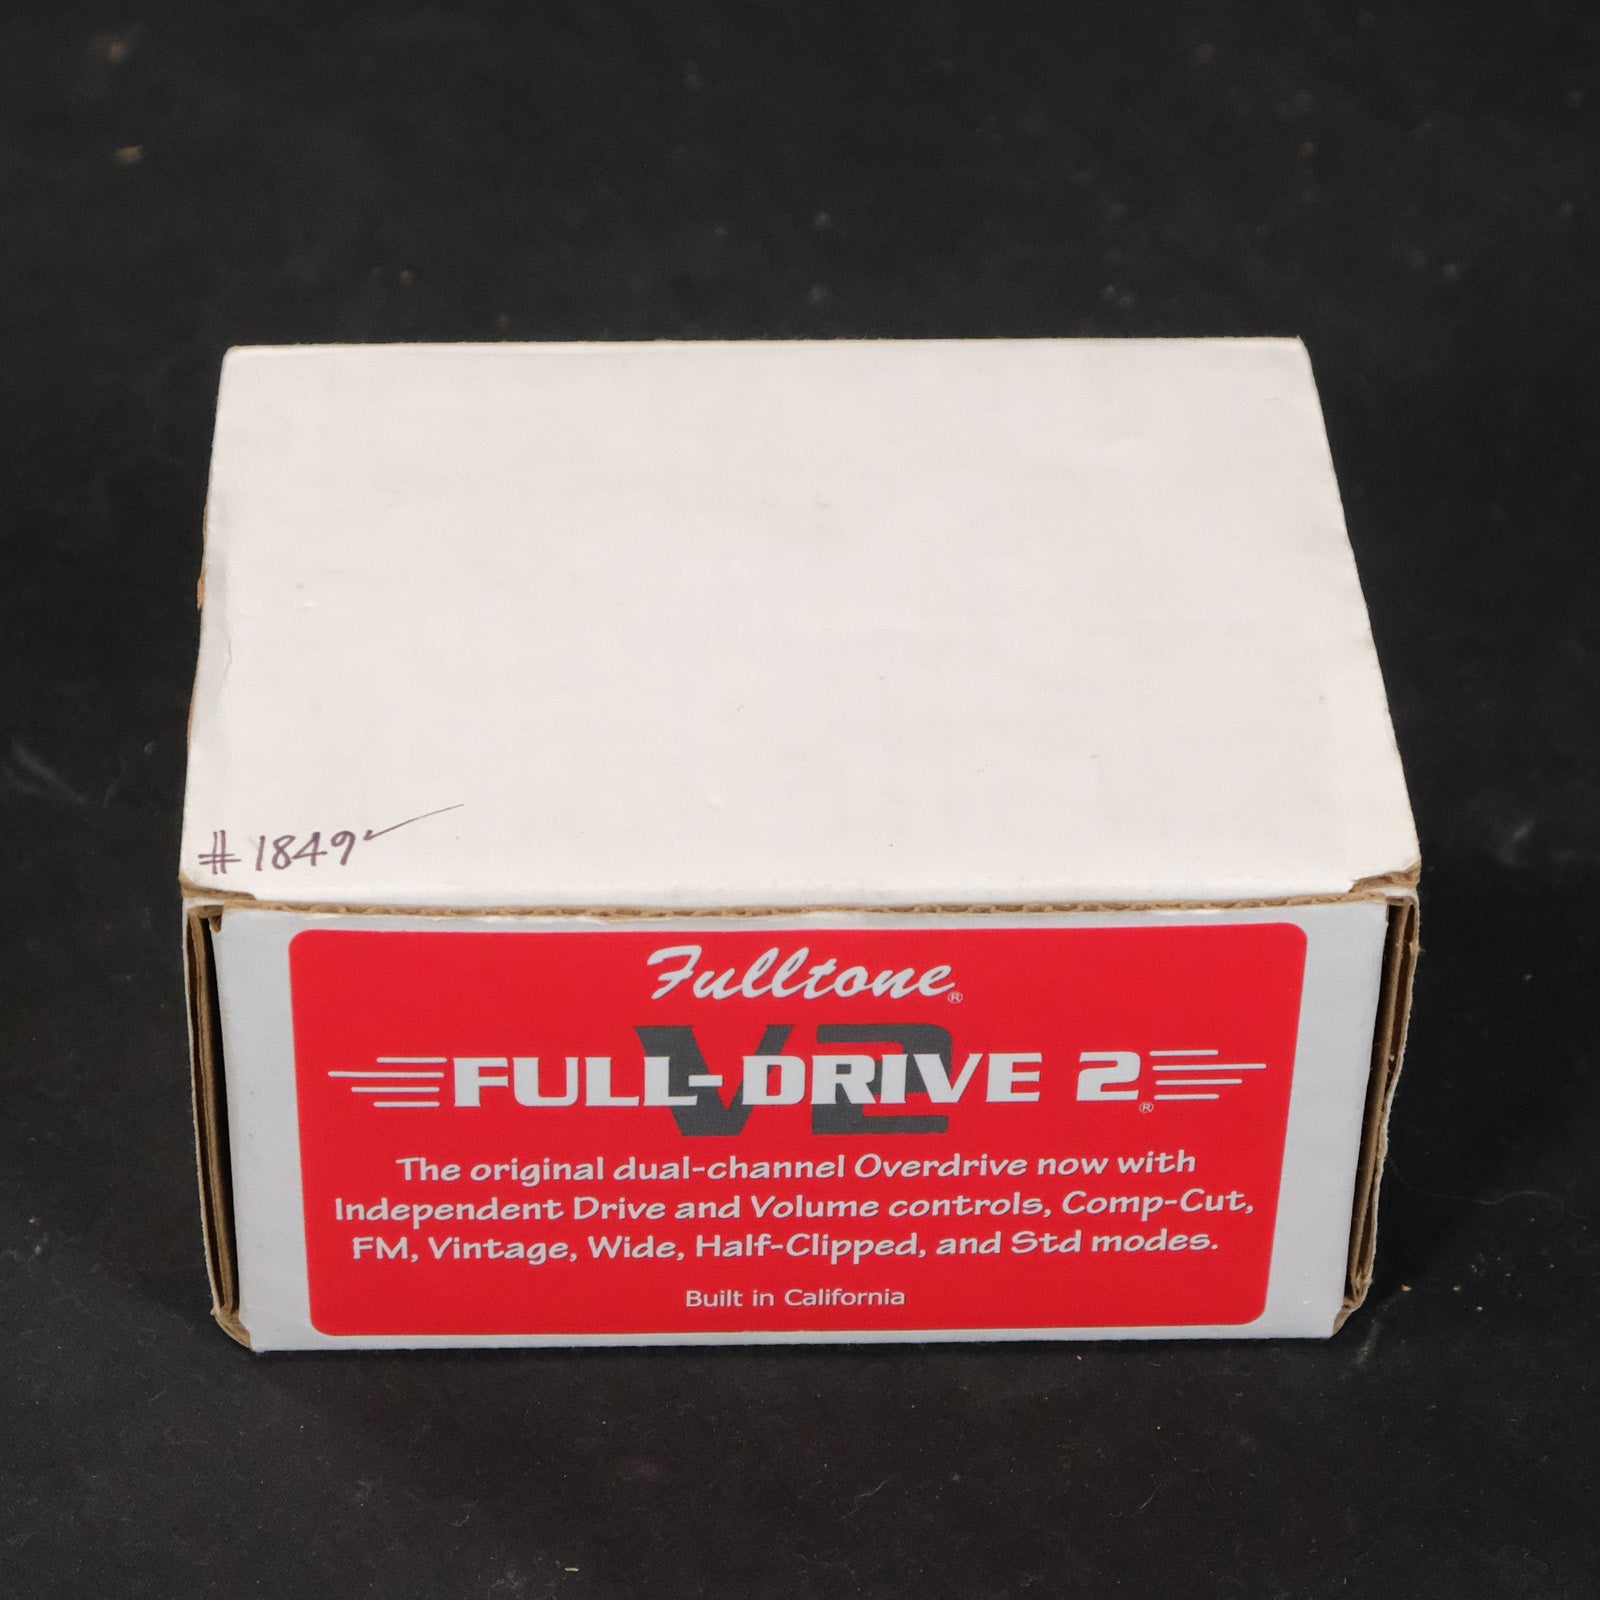 #1849
Fulltone®
V2
FULL-DRIVE 2®
The original dual-channel Overdrive now with
Independent Drive and Volume controls, Comp-Cut,
FM, Vintage, Wide, Half-Clipped, and Std modes.
Built in California